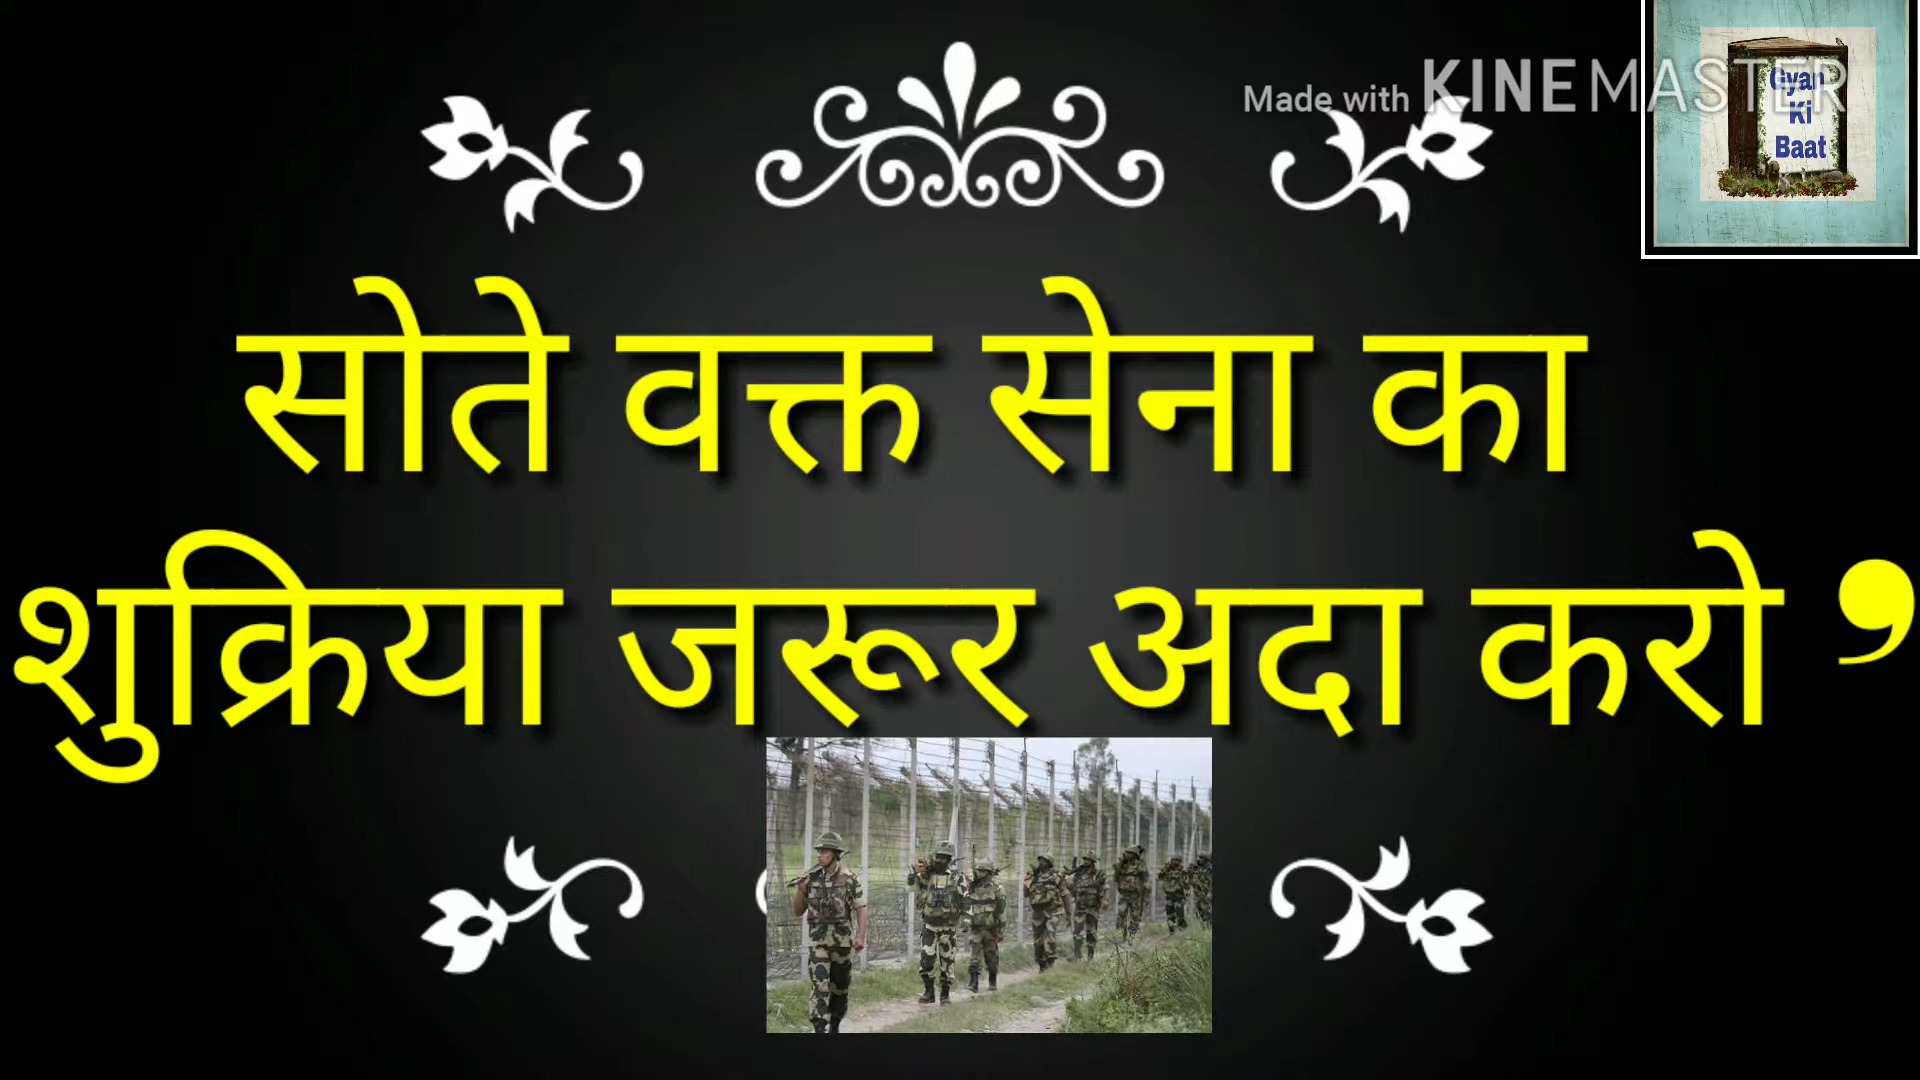 Made with KINEMASTER
Gyan
Ki
Baat
सोते वक्त सेना का
शुक्रिया जरूर अदा करो ,